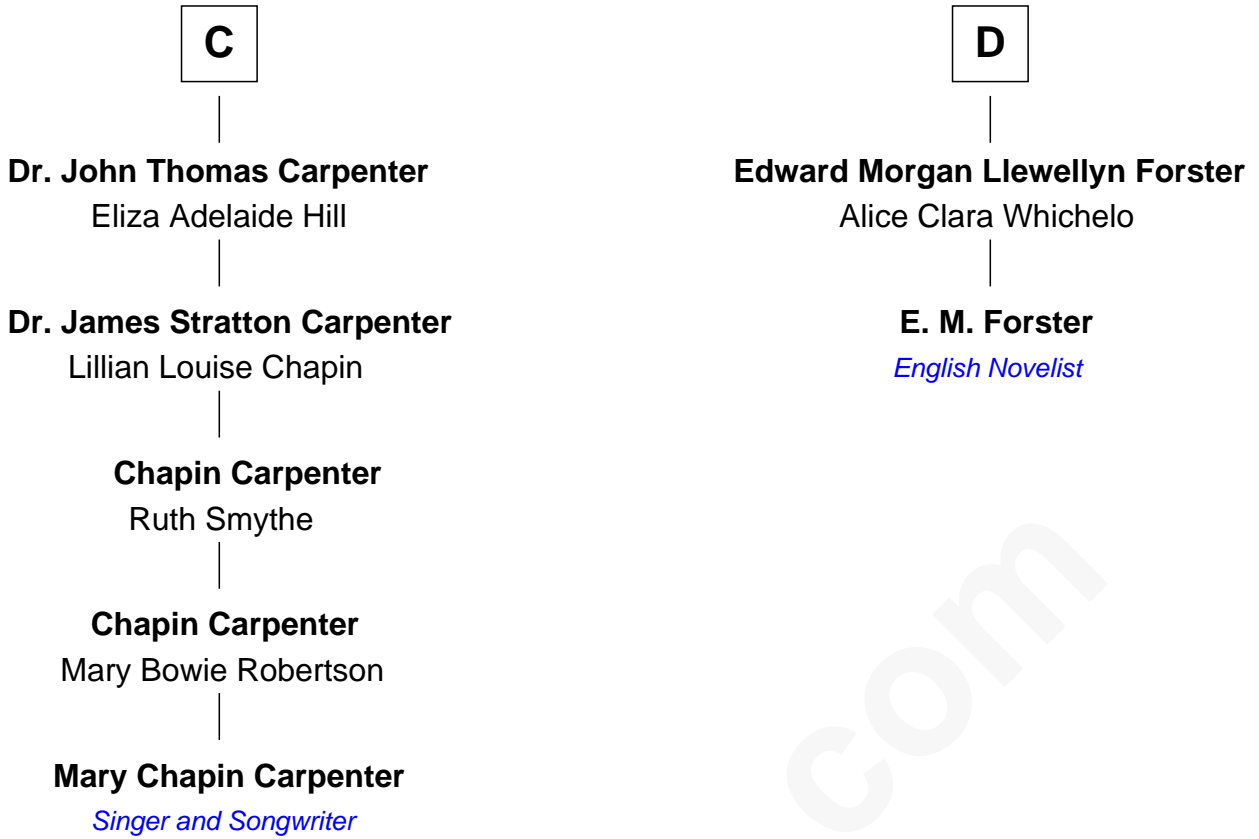 C
Dr. John Thomas Carpenter
Eliza Adelaide Hill
Dr. James Stratton Carpenter
Lillian Louise Chapin
Chapin Carpenter
Ruth Smythe
Chapin Carpenter
Mary Bowie Robertson
Mary Chapin Carpenter
Singer and Songwriter
D
Edward Morgan Llewellyn Forster
Alice Clara Whichelo
E. M. Forster
English Novelist
com